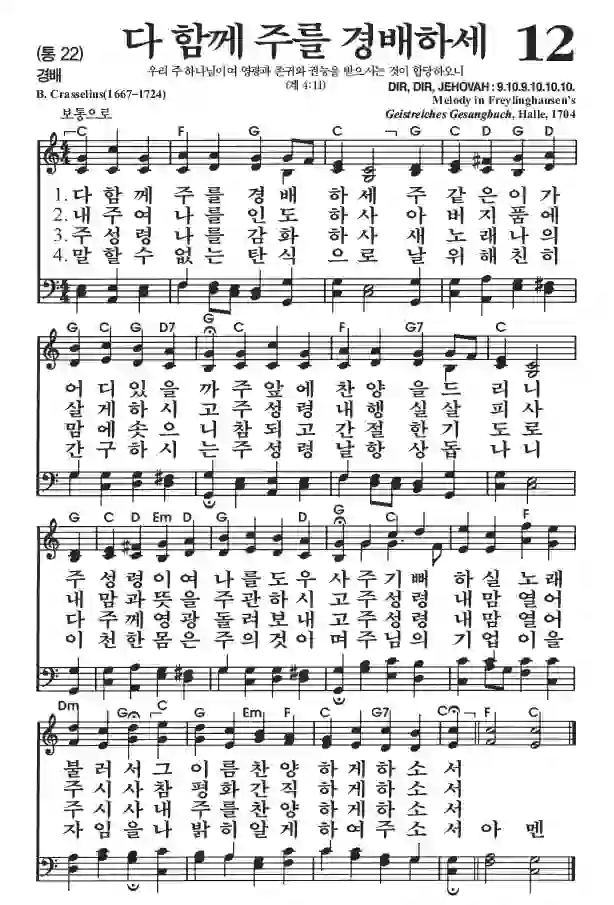 다 함께 주를 경배하세 12
(통 22)
경배
우리 주 하나님이여 영광과 존귀와 권능을 받으시는 것이 합당하오니
(계 4:11)
B. Crasselius(1667–1724)
DIR, DIR, JEHOVAH : 9.10.9.10.10.10.
Melody in Freylinghausen's
Geistreiches Gesangbuch, Halle, 1704
보통으로
C F G C G C D G D
1. 다 함 께 주 를 경 배 하 세 주 같 은 이 가
2. 내 주 여 나 를 인 도 하 사 아 버 지 품 에
3. 주 성 령 나 를 감 화 하 사 새 노 래 나 의
4. 말 할 수 없 는 탄 식 으 로 날 위 해 친 히
G C G D7 G C F G7 C
어 디 있 을 까 주 앞 에 찬 양 을 드 리 니
살 게 하 시 고 주 성 령 내 행 실 살 피 사
맘 에 솟 으 니 참 되 고 간 절 한 기 도 로
간 구 하 시 는 주 성 령 날 항 상 돕 나 니
G C D Em D G D G C F
주 성 령 이 여 나 를 도 우 사 주 기 뻐 하 실 노 래
내 맘 과 뜻 을 주 관 하 시 고 주 성 령 내 맘 열 어
다 주 께 영 광 돌 려 보 내 고 주 성 령 내 맘 열 어
이 천 한 몸 은 주 의 것 이 며 주 님 의 기 업 이 을
Dm G C G Em F C G7 C F C
불 러 서 그 이 름 찬 양 하 게 하 소 서
주 시 사 참 평 화 간 직 하 게 하 소 서
주 시 사 내 주 를 찬 양 하 게 하 소 서
자 임 을 나 밝 히 알 게 하 여 주 소 서 아 멘